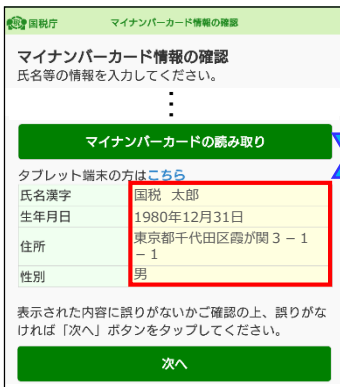 国税庁 マイナンバーカード情報の確認
マイナンバーカード情報の確認
氏名等の情報を入力してください。
マイナンバーカードの読み取り
タブレット端末の方はこちら
氏名漢字 国税 太郎
生年月日 1980年12月31日
住所 東京都千代田区霞が関3－1
－1
性別 男
表示された内容に誤りがないかご確認の上、誤りがな
ければ「次へ」ボタンをタップしてください。
次へ